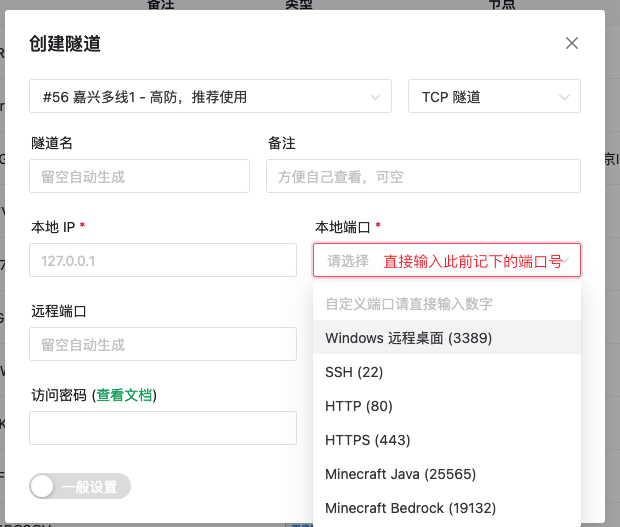 备注 类型 节点
创建隧道
#56 嘉兴多线1 - 高防，推荐使用 TCP 隧道
隧道名 备注
留空自动生成 方便自己查看，可空
本地 IP * 本地端口 *
127.0.0.1 请选择 直接输入此前记下的端口号
自定义端口请直接输入数字
远程端口
Windows 远程桌面 (3389)
留空自动生成
SSH (22)
访问密码 (查看文档)
HTTP (80)
HTTPS (443)
Minecraft Java (25565)
一般设置
Minecraft Bedrock (19132)